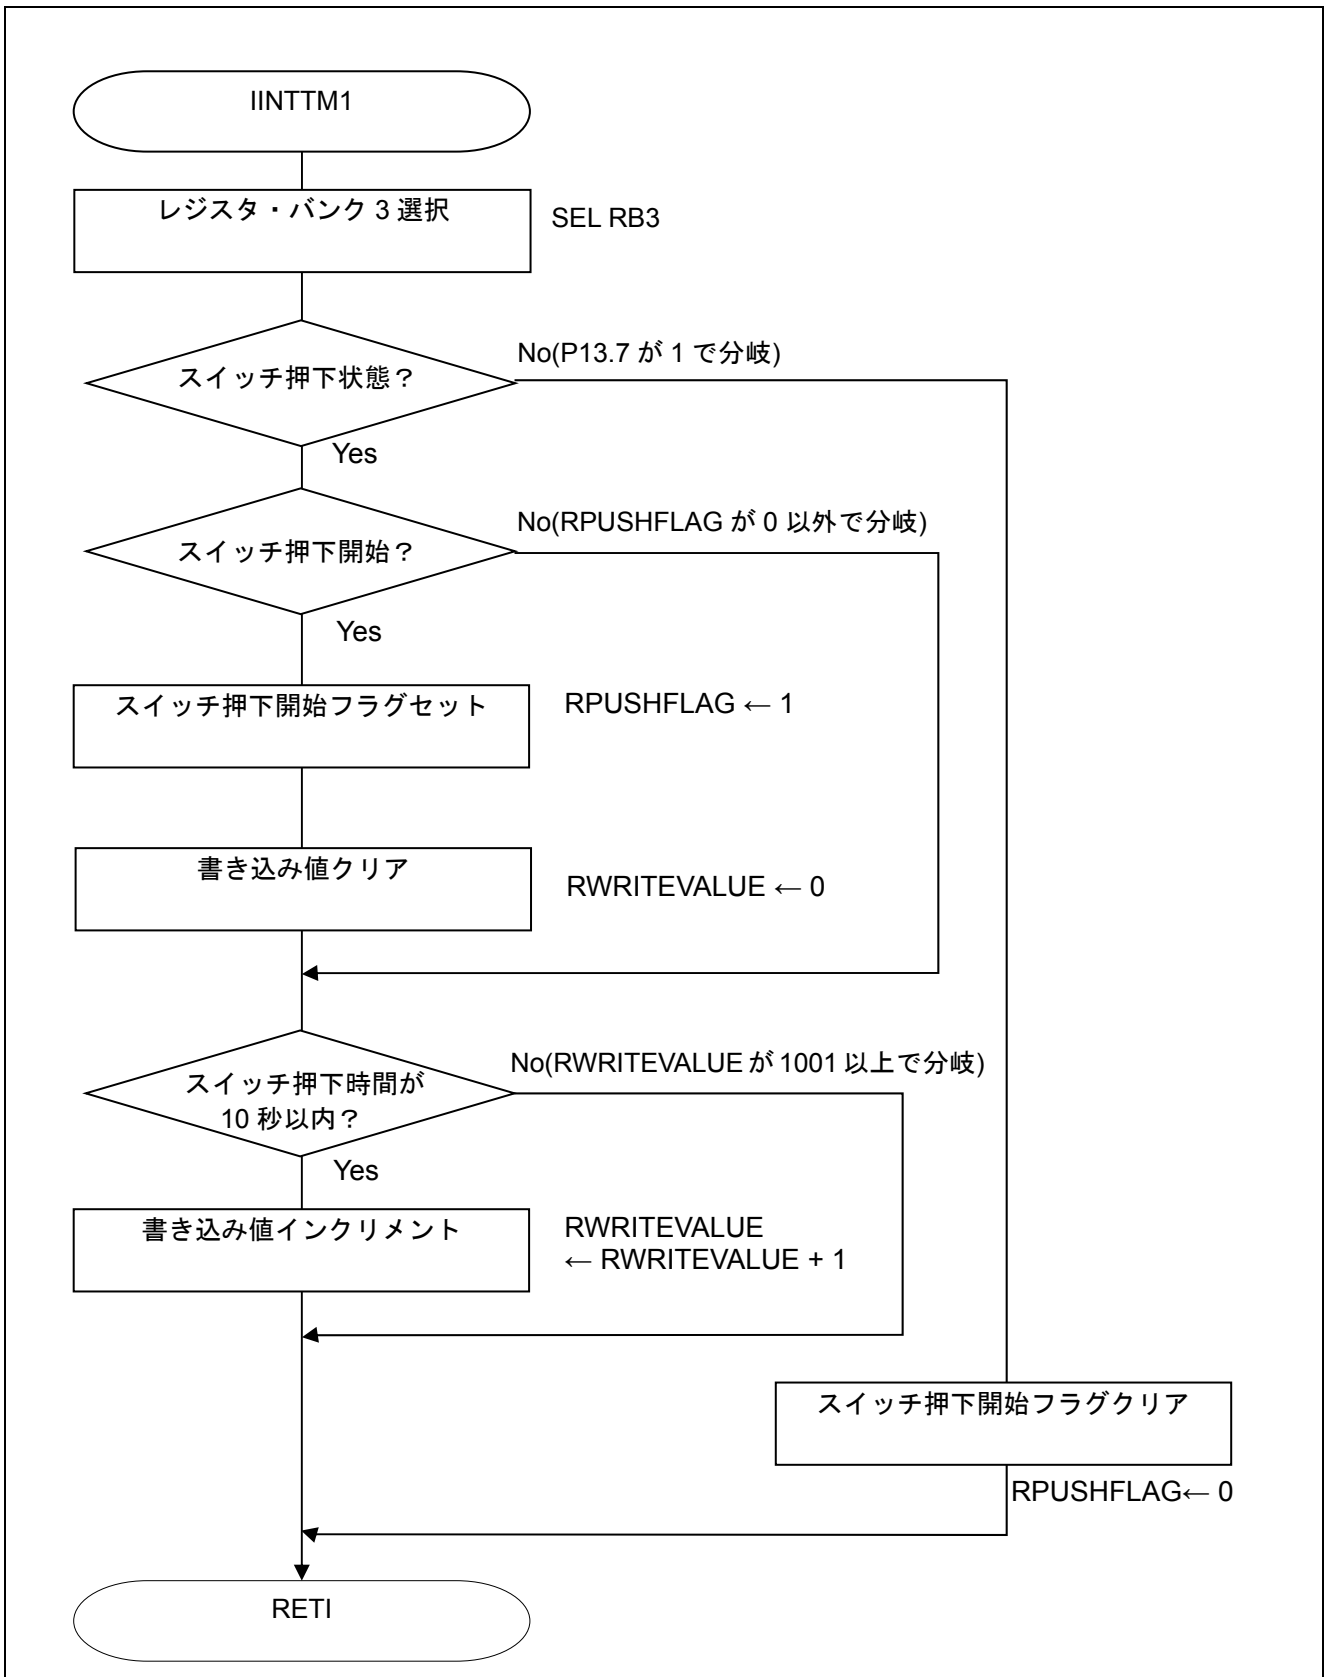 IINTTM1
レジスタ・バンク 3 選択
SEL RB3
No(P13.7 が 1 で分岐)
スイッチ押下状態？
Yes
No(RPUSHFLAG が 0 以外で分岐)
スイッチ押下開始？
Yes
スイッチ押下開始フラグセット
RPUSHFLAG ← 1
書き込み値クリア
RWRITEVALUE ← 0
No(RWRITEVALUE が 1001 以上で分岐)
スイッチ押下時間が
10 秒以内？
Yes
書き込み値インクリメント
RWRITEVALUE
← RWRITEVALUE + 1
スイッチ押下開始フラグクリア
RPUSHFLAG← 0
RETI